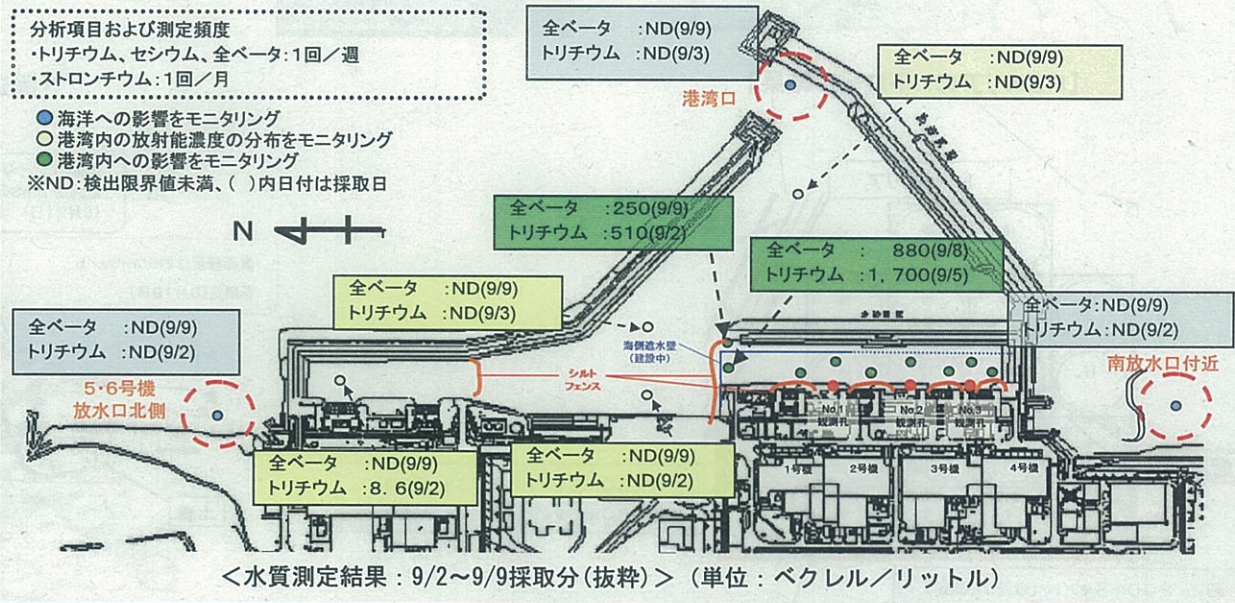 分析項目および測定頻度
・トリチウム、セシウム、全ベータ:1回/週
・ストロンチウム:1回/月
海洋への影響をモニタリング
港湾内の放射能濃度の分布をモニタリング
港湾内への影響をモニタリング
※ND:検出限界値未満、( )内日付は採取日
N
全ベータ :ND(9/9)
トリチウム :ND(9/3)
港湾口
全ベータ :ND(9/9)
トリチウム :ND(9/3)
全ベータ :250(9/9)
トリチウム :510(9/2)
全ベータ : 880(9/8)
トリチウム :1,700(9/5)
全ベータ :ND(9/9)
トリチウム :ND(9/3)
全ベータ:ND(9/9)
トリチウム:ND(9/2)
全ベータ :ND(9/9)
トリチウム :ND(9/2)
海側遮水壁
(建設中)
シルト
フェンス
南放水口付近
5・6号機
放水口北側
No.1
観測孔
No.2
観測孔
No.3
観測孔
全ベータ :ND(9/9)
トリチウム :8.6(9/2)
全ベータ :ND(9/9)
トリチウム :ND(9/2)
1号機
2号機
3号機
4号機
<水質測定結果:9/2~9/9採取分(抜粋)> (単位:ベクレル/リットル)